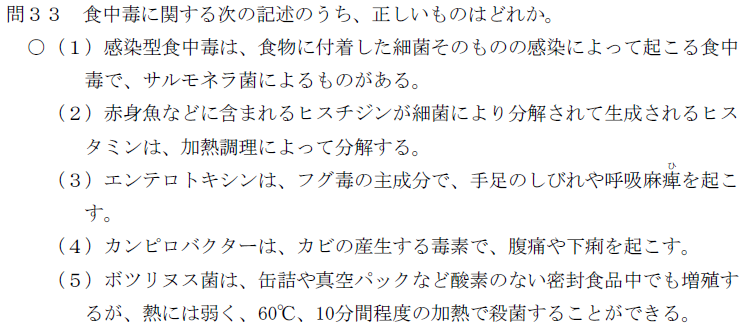 問33 食中毒に関する次の記述のうち、正しいものはどれか。
○(1)感染型食中毒は、食物に付着した細菌そのものの感染によって起こる食中
毒で、サルモネラ菌によるものがある。
(2)赤身魚などに含まれるヒスチジンが細菌により分解されて生成されるヒス
タミンは、加熱調理によって分解する。
(3)エンテロトキシンは、フグ毒の主成分で、手足のしびれや呼吸麻痺(ひ)を起こ
す。
(4)カンピロバクターは、カビの産生する毒素で、腹痛や下痢を起こす。
(5)ボツリヌス菌は、缶詰や真空パックなど酸素のない密封食品中でも増殖す
るが、熱には弱く、60℃、10分間程度の加熱で殺菌することができる。